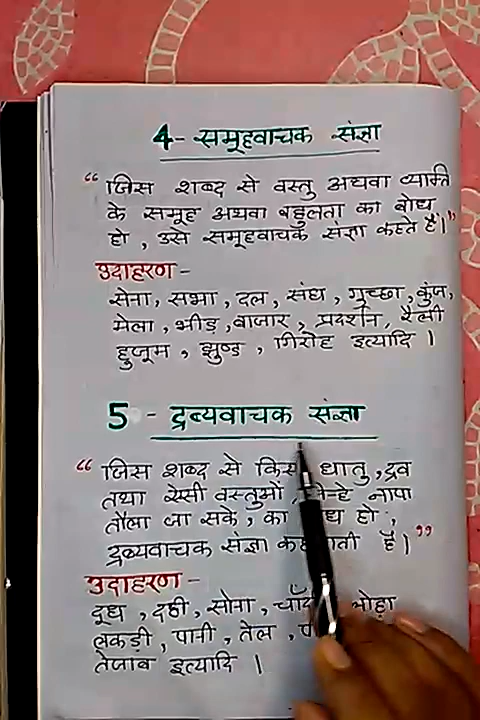 4- समूहवाचक संज्ञा
“ जिस शब्द से वस्तु अथवा व्यक्ति
के समूह अथवा बहुलता का बोध
हो , उसे समूहवाचक संज्ञा कहते हैं।”
उदाहरण -
सेना, सभा , दल , संघ , गुच्छा , कुंज,
मेला , भीड़ , बाजार , प्रदर्शन, रैली
हुजूम , झुण्ड , गिरोह इत्यादि ।
5 - द्रव्यवाचक संज्ञा
“ जिस शब्द से धातु , द्रव
तथा ऐसी वस्तुओं नापा
तौला जा सके , का हो ,
द्रव्यवाचक संज्ञा हैं।”
उदाहरण -
दूध , दही , सोना ,
लकड़ी , पानी , तेल ,
तेजाब इत्यादि ।